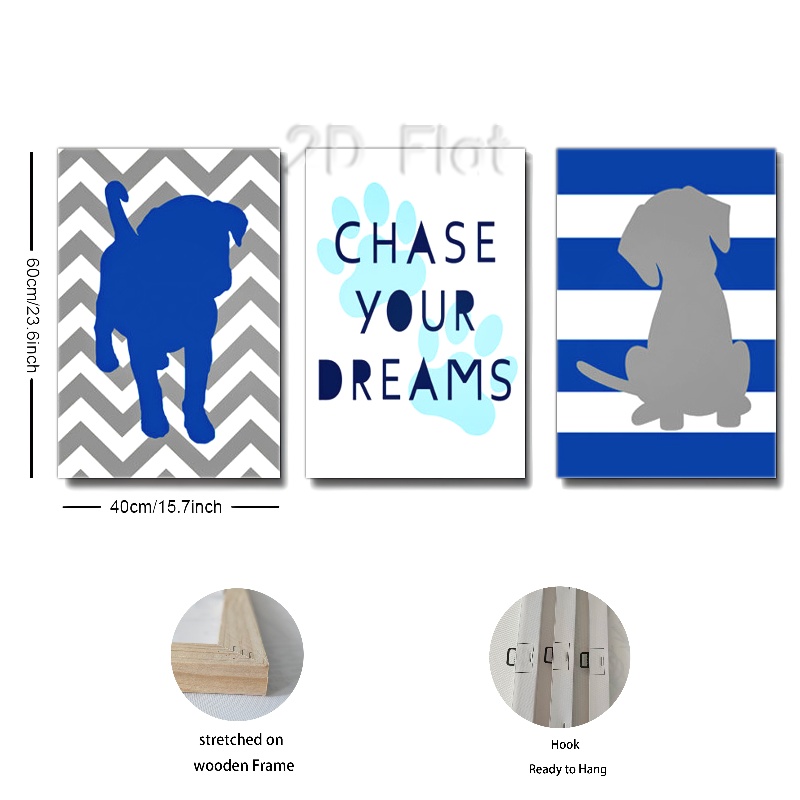 2D Flat
CHASE
YOUR
DREAMS
60cm/23.6inch
40cm/15.7inch
stretched on
wooden Frame
Hook
Ready to Hang